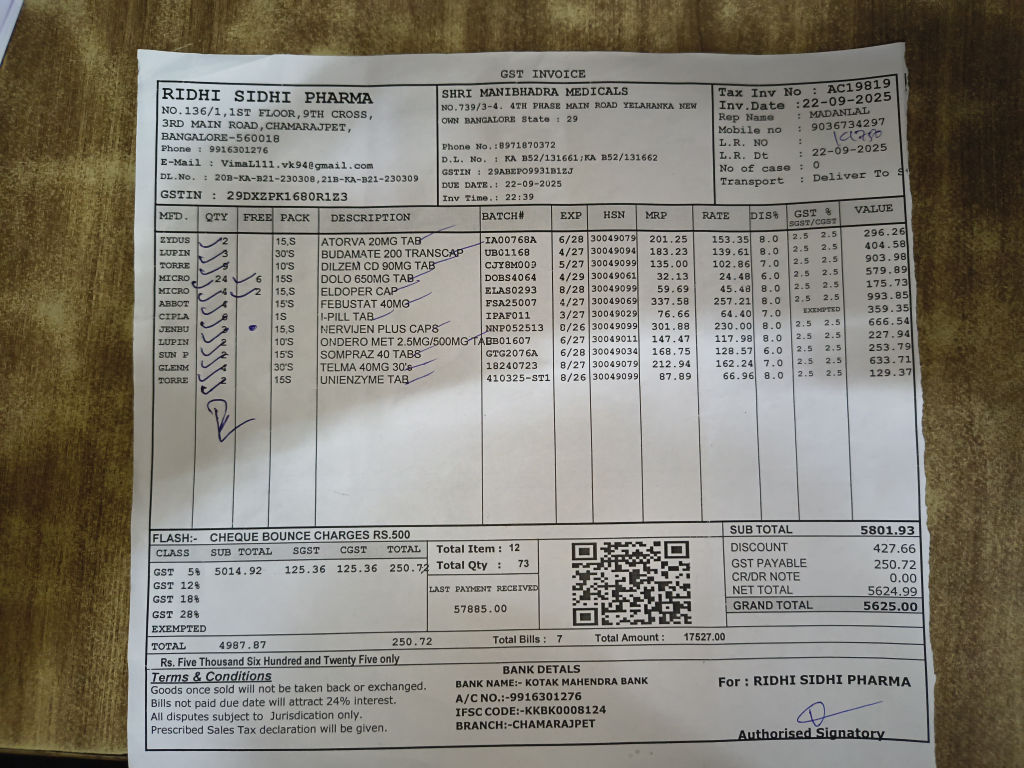 GST INVOICE
RIDHI SIDHI PHARMA
NO.136/1,1ST FLOOR,9TH CROSS,
3RD MAIN ROAD,CHAMARAJPET,
BANGALORE-560018
Phone : 9916301276
E-Mail : Vimal111.vk94@gmail.com
DL.No. : 20B-KA-B21-230308,21B-KA-B21-230309
GSTIN : 29DXZPK1680R1Z3
SHRI MANIBHADRA MEDICALS
NO.739/3-4. 4TH PHASE MAIN ROAD YELAHANKA NEW
OWN BANGALORE State : 29
Phone No.:8971870372
D.L. No. : KA B52/131661;KA B52/131662
GSTIN : 29ABEPO9931B1ZJ
DUE DATE.: 22-09-2025
Inv Time.: 22:39
Tax Inv No : AC19819
Inv.Date :22-09-2025
Rep Name : MADANLAL
Mobile no : 9036734297
L.R. NO :
L.R. Dt : 22-09-2025
No of case : 0
Transport : Deliver To S
MFD. QTY FREE PACK DESCRIPTION BATCH# EXP HSN MRP RATE DIS% GST % SGST/CGST VALUE
ZYDUS 2 15,S ATORVA 20MG TAB IA00768A 6/28 30049079 201.25 153.35 8.0 2.5 2.5 296.26
LUPIN 3 30'S BUDAMATE 200 TRANSCAP UB01168 4/27 30049094 183.23 139.61 8.0 2.5 2.5 404.58
TORRE 10'S DILZEM CD 90MG TAB CJY8M009 5/27 30049099 135.00 102.86 7.0 2.5 2.5 903.98
MICRO 24 6 15S DOLO 650MG TAB DOBS4064 4/29 30049061 32.13 24.48 6.0 2.5 2.5 579.89
MICRO 4 2 15,S ELDOPER CAP ELAS0293 8/28 30049099 59.69 45.48 8.0 2.5 2.5 175.73
ABBOT 4 15'S FEBUSTAT 40MG FSA25007 4/27 30049069 337.58 257.21 8.0 2.5 2.5 993.85
CIPLA 1S I-PILL TAB IPAF011 3/27 30049029 76.66 64.40 7.0 EXEMPTED 359.35
JENBU 15,S NERVIJEN PLUS CAPS NNP052513 8/26 30049099 301.88 230.00 8.0 2.5 2.5 666.54
LUPIN 2 10'S ONDERO MET 2.5MG/500MG TAB UB01607 6/27 30049011 147.47 117.98 8.0 2.5 2.5 227.94
SUN P 2 15'S SOMPRAZ 40 TABS GTG2076A 6/28 30049034 168.75 128.57 6.0 2.5 2.5 253.79
GLENM 4 30'S TELMA 40MG 30's 18240723 8/27 30049079 212.94 162.24 7.0 2.5 2.5 633.71
TORRE 2 15S UNIENZYME TAB 410325-ST1 8/26 30049099 87.89 66.96 8.0 2.5 2.5 129.37
FLASH:- CHEQUE BOUNCE CHARGES RS.500
CLASS SUB TOTAL SGST CGST TOTAL
GST 5% 5014.92 125.36 125.36 250.72
GST 12%
GST 18%
GST 28%
EXEMPTED
TOTAL 4987.87 250.72
Total Item : 12
Total Qty : 73
LAST PAYMENT RECEIVED
57885.00
Total Bills : 7 Total Amount : 17527.00
SUB TOTAL 5801.93
DISCOUNT 427.66
GST PAYABLE 250.72
CR/DR NOTE 0.00
NET TOTAL 5624.99
GRAND TOTAL 5625.00
Rs. Five Thousand Six Hundred and Twenty Five only
Terms & Conditions
Goods once sold will not be taken back or exchanged.
Bills not paid due date will attract 24% interest.
All disputes subject to Jurisdication only.
Prescribed Sales Tax declaration will be given.
BANK DETALS
BANK NAME:- KOTAK MAHENDRA BANK
A/C NO.:-9916301276
IFSC CODE:-KKBK0008124
BRANCH:-CHAMARAJPET
For : RIDHI SIDHI PHARMA
Authorised Signatory